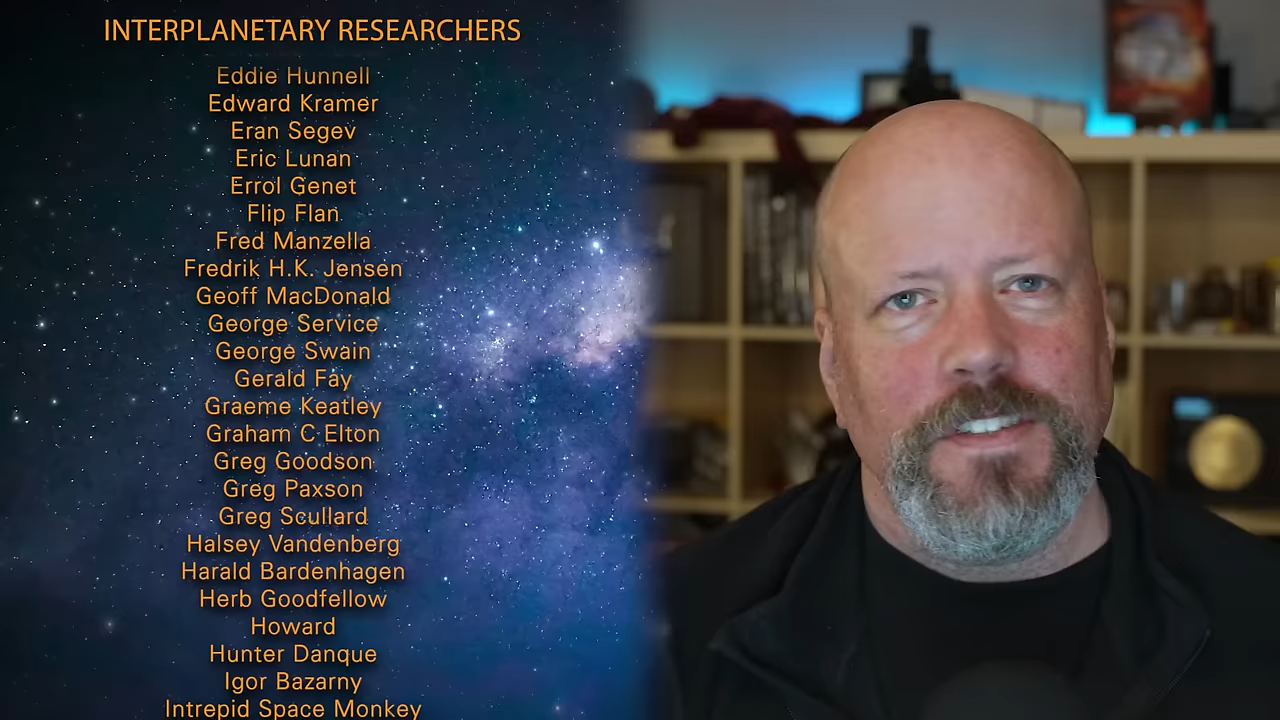 INTERPLANETARY RESEARCHERS
Eddie Hunnell
Edward Kramer
Eran Segev
Eric Lunan
Errol Genet
Flip Flan
Fred Manzella
Fredrik H.K. Jensen
Geoff MacDonald
George Service
George Swain
Gerald Fay
Graeme Keatley
Graham C Elton
Greg Goodson
Greg Paxson
Greg Scullard
Halsey Vandenberg
Harald Bardenhagen
Herb Goodfellow
Howard
Hunter Danque
Igor Bazarny
Intrepid Space Monkey